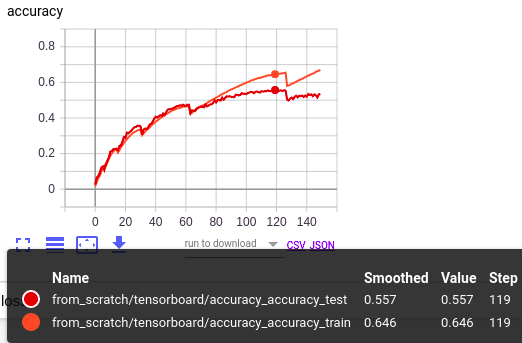 accuracy
0.8
0.6
0.4
0.2
0
0 20 40 60 80 100 120 140
run to download CSV JSON
los
Name Smoothed Value Step
from_scratch/tensorboard/accuracy_accuracy_test 0.557 0.557 119
from_scratch/tensorboard/accuracy_accuracy_train 0.646 0.646 119